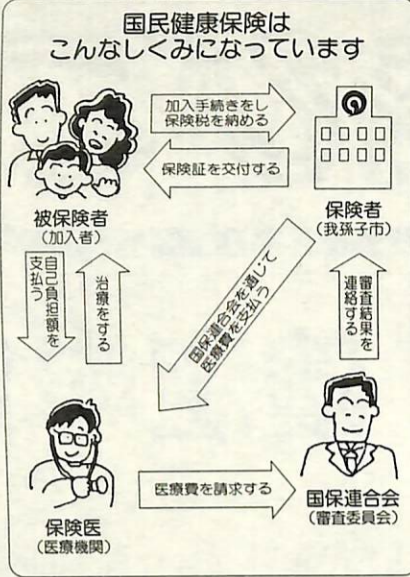 国民健康保険は
こんなしくみになっています
加入手続きをし
保険税を納める
保険証を交付する
被保険者
(加入者)
保険者
(我孫子市)
自己負担額を
支払う
治療をする
国保連合会を通じて
医療費を支払う
審査結果を
連絡する
医療費を請求する
保険医
(医療機関)
国保連合会
(審査委員会)